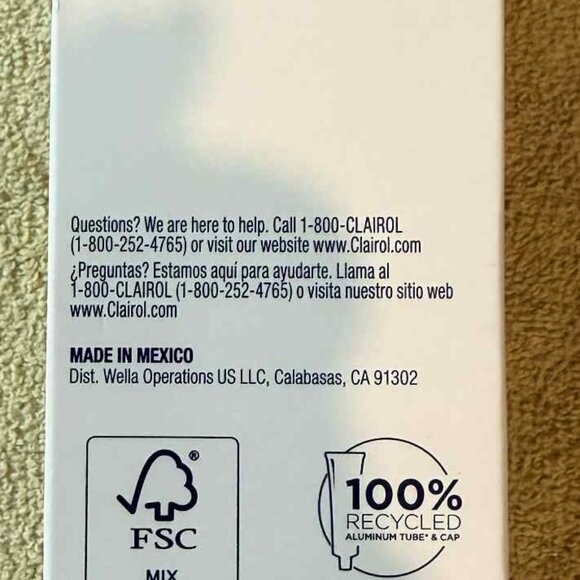 Questions? We are here to help. Call 1-800-CLAIROL
(1-800-252-4765) or visit our website www.Clairol.com
¿Preguntas? Estamos aquí para ayudarte. Llama al
1-800-CLAIROL (1-800-252-4765) o visita nuestro sitio web
www.Clairol.com
MADE IN MEXICO
Dist. Wella Operations US LLC, Calabasas, CA 91302
®
FSC
MIX
100%
RECYCLED
ALUMINUM TUBE* & CAP